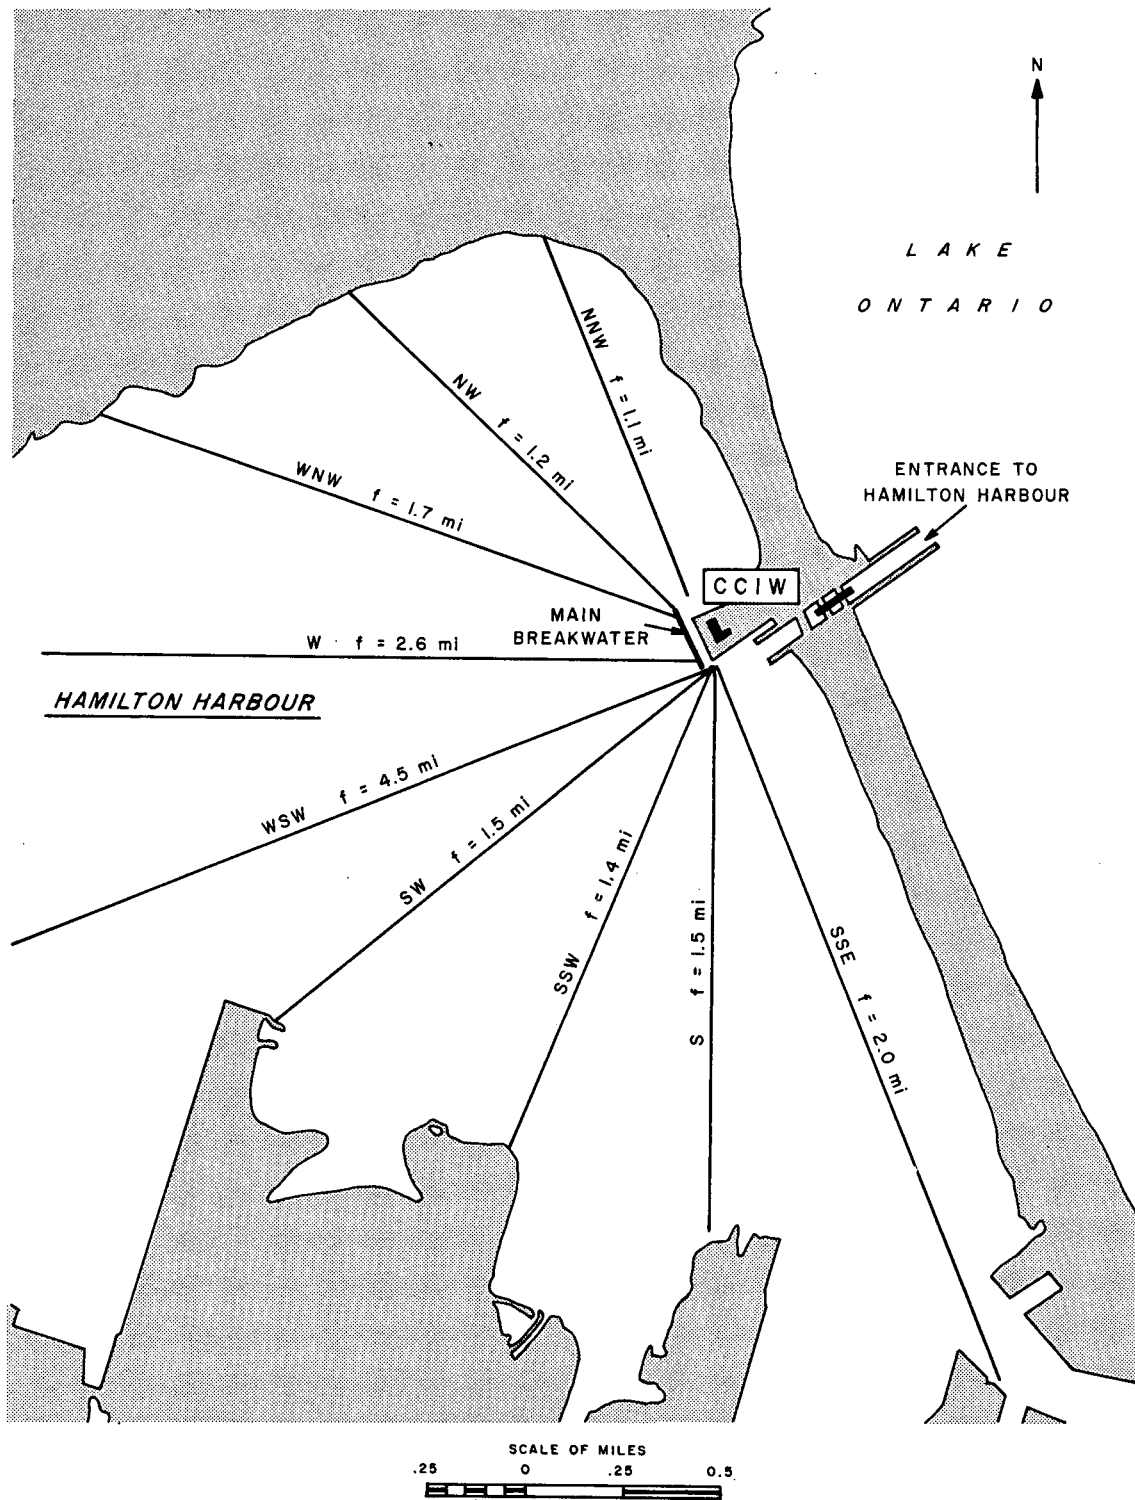 N
LAKE
ONTARIO
NNW f = 1.1 mi
NW f = 1.2 mi
WNW f = 1.7 mi
ENTRANCE TO
HAMILTON HARBOUR
CCIW
MAIN
BREAKWATER
W f = 2.6 mi
HAMILTON HARBOUR
WSW f = 4.5 mi
SW f = 1.5 mi
SSW f = 1.4 mi
S f = 1.5 mi
SSE f = 2.0 mi
SCALE OF MILES
.25 0 .25 0.5